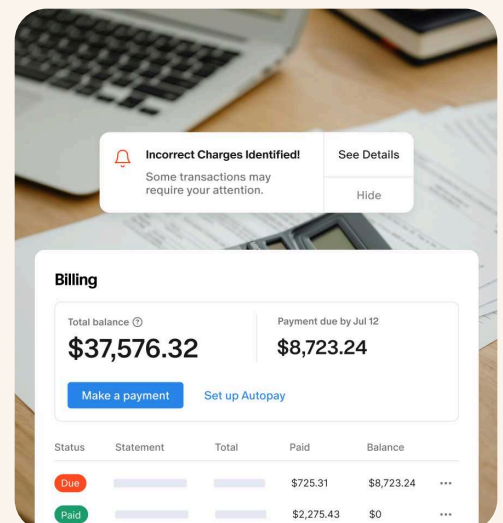 Incorrect Charges Identified!
Some transactions may
require your attention.
See Details
Hide
Billing
Total balance ?
$37,576.32
Payment due by Jul 12
$8,723.24
Make a payment
Set up Autopay
Status Statement Total Paid Balance
Due $725.31 $8,723.24 •••
Paid $2,275.43 $0 •••